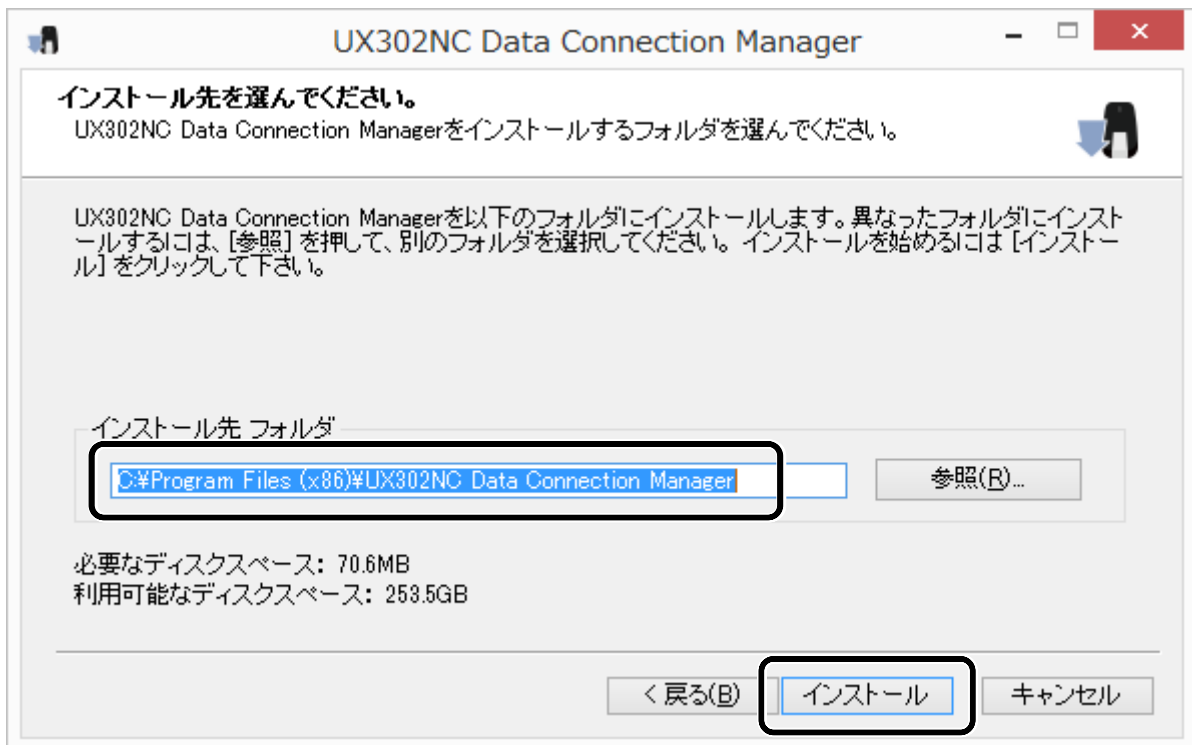 UX302NC Data Connection Manager
インストール先を選んでください。
UX302NC Data Connection Managerをインストールするフォルダを選んでください。
UX302NC Data Connection Managerを以下のフォルダにインストールします。異なったフォルダにインスト
ールするには、[参照] を押して、別のフォルダを選択してください。 インストールを始めるには [インストー
ル] をクリックして下さい。
インストール先 フォルダ
C:¥Program Files (x86)¥UX302NC Data Connection Manager
参照(R)...
必要なディスクスペース: 70.6MB
利用可能なディスクスペース: 253.5GB
< 戻る(B)
インストール
キャンセル